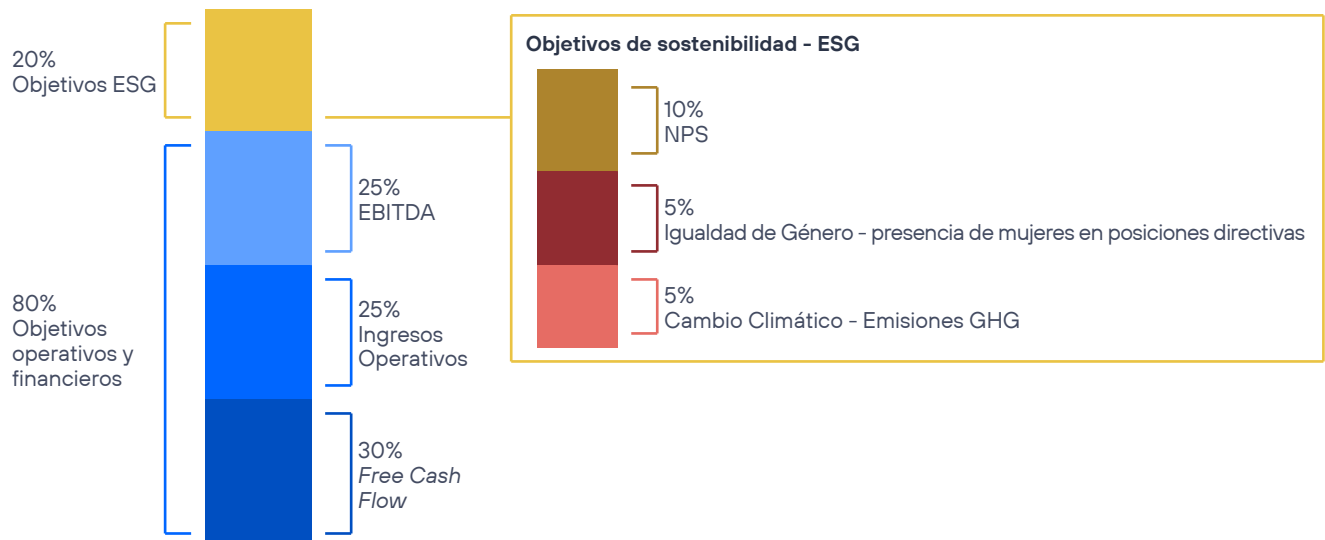 20%
Objetivos ESG
80%
Objetivos
operativos y
financieros
25%
EBITDA
25%
Ingresos
Operativos
30%
Free Cash
Flow
Objetivos de sostenibilidad - ESG
10%
NPS
5%
Igualdad de Género - presencia de mujeres en posiciones directivas
5%
Cambio Climático - Emisiones GHG